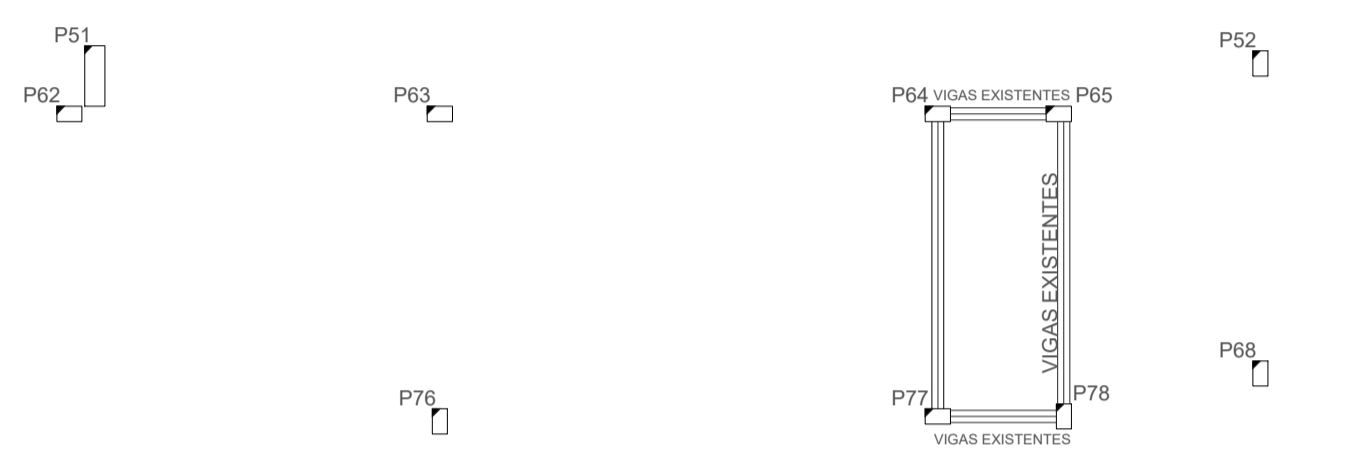 P51
P52
P62
P63
P64
VIGAS EXISTENTES
P65
VIGAS EXISTENTES
P68
P76
P77
P78
VIGAS EXISTENTES